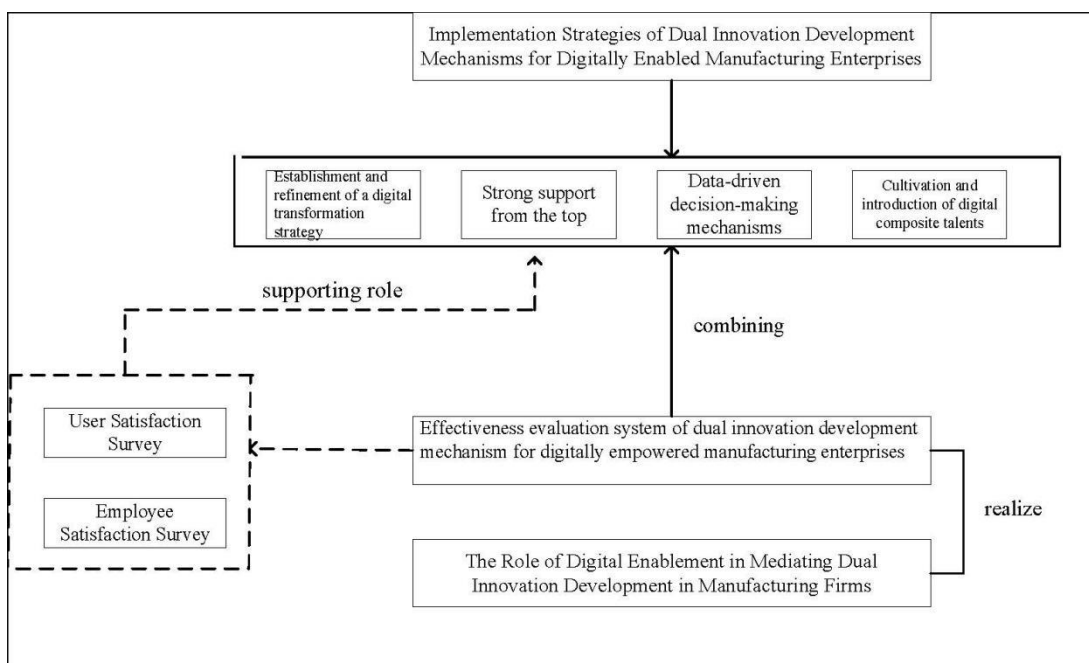 Implementation Strategies of Dual Innovation Development
Mechanisms for Digitally Enabled Manufacturing Enterprises
Establishment and
refinement of a digital
transformation
strategy
Strong support
from the top
Data-driven
decision-making
mechanisms
Cultivation and
introduction of digital
composite talents
supporting role
combining
User Satisfaction
Survey
Employee
Satisfaction Survey
Effectiveness evaluation system of dual innovation development
mechanism for digitally empowered manufacturing enterprises
realize
The Role of Digital Enablement in Mediating Dual
Innovation Development in Manufacturing Firms